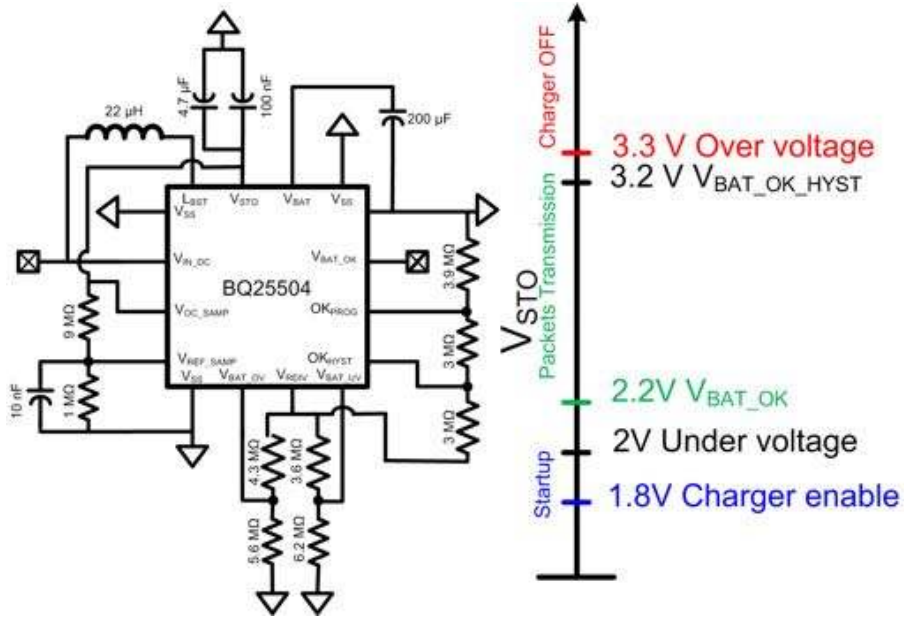 4.7 µF
100 nF
22 µH
200 µF
LBST
VSTO
VBAT
VSS
VSS
VIN_DC
VBAT_OK
BQ25504
3.9 MΩ
VOC_SAMP
OKPROG
9 MΩ
3 MΩ
VREF_SAMP
OKHYST
VSS
VBAT_OV
VRDIV
VBAT_UV
10 nF
1 MΩ
3 MΩ
4.3 MΩ
3.6 MΩ
5.6 MΩ
6.2 MΩ
Charger OFF
3.3 V Over voltage
3.2 V VBAT_OK_HYST
Packets Transmission
VSTO
2.2V VBAT_OK
2V Under voltage
Startup
1.8V Charger enable